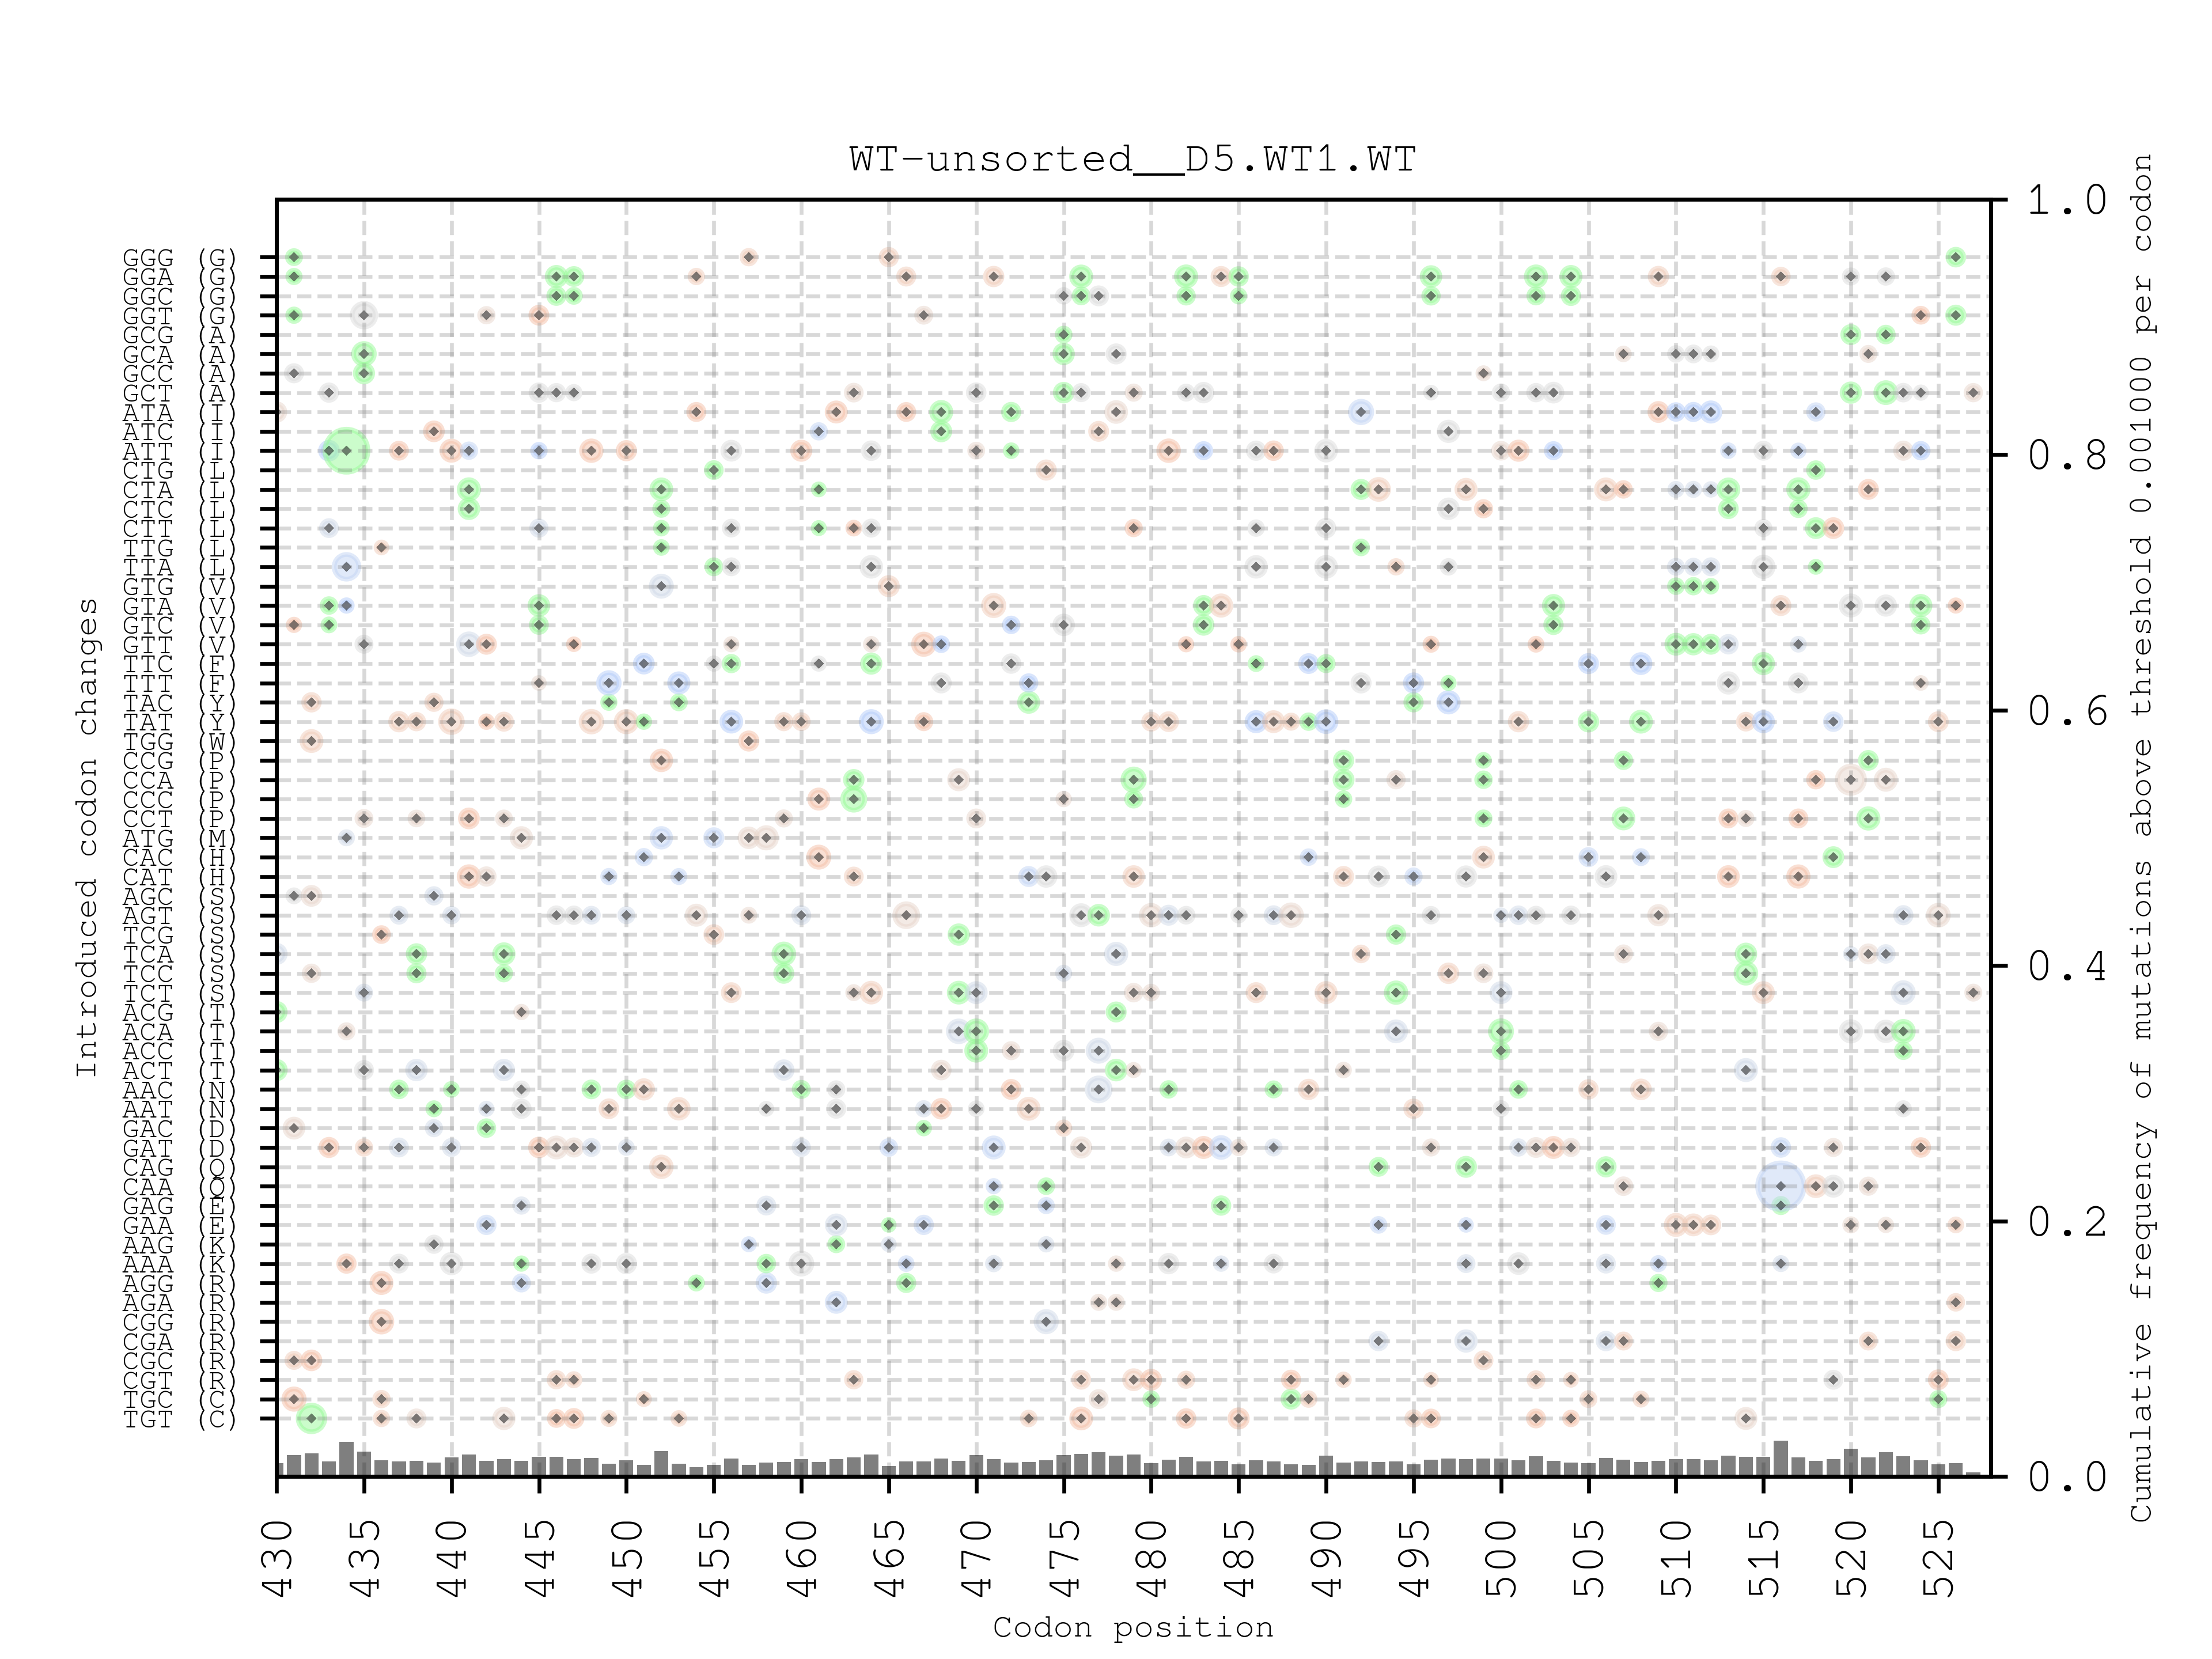 WT-unsorted__D5.WT1.WT
Introduced codon changes
GGG (G)
GGA (G)
GGC (G)
GGT (G)
GCG (A)
GCA (A)
GCC (A)
GCT (A)
ATA (I)
ATC (I)
ATT (I)
CTG (L)
CTA (L)
CTC (L)
CTT (L)
TTG (L)
TTA (L)
GTG (V)
GTA (V)
GTC (V)
GTT (V)
TTC (F)
TTT (F)
TAC (Y)
TAT (Y)
TGG (W)
CCG (P)
CCA (P)
CCC (P)
CCT (P)
ATG (M)
CAC (H)
CAT (H)
AGC (S)
AGT (S)
TCG (S)
TCA (S)
TCC (S)
TCT (S)
ACG (T)
ACA (T)
ACC (T)
ACT (T)
AAC (N)
AAT (N)
GAC (D)
GAT (D)
CAG (Q)
CAA (Q)
GAG (E)
GAA (E)
AAG (K)
AAA (K)
AGG (R)
AGA (R)
CGG (R)
CGA (R)
CGC (R)
CGT (R)
TGC (C)
TGT (C)
1.0
0.8
0.6
0.4
0.2
0.0
Cumulative frequency of mutations above threshold 0.001000 per codon
430 435 440 445 450 455 460 465 470 475 480 485 490 495 500 505 510 515 520 525
Codon position